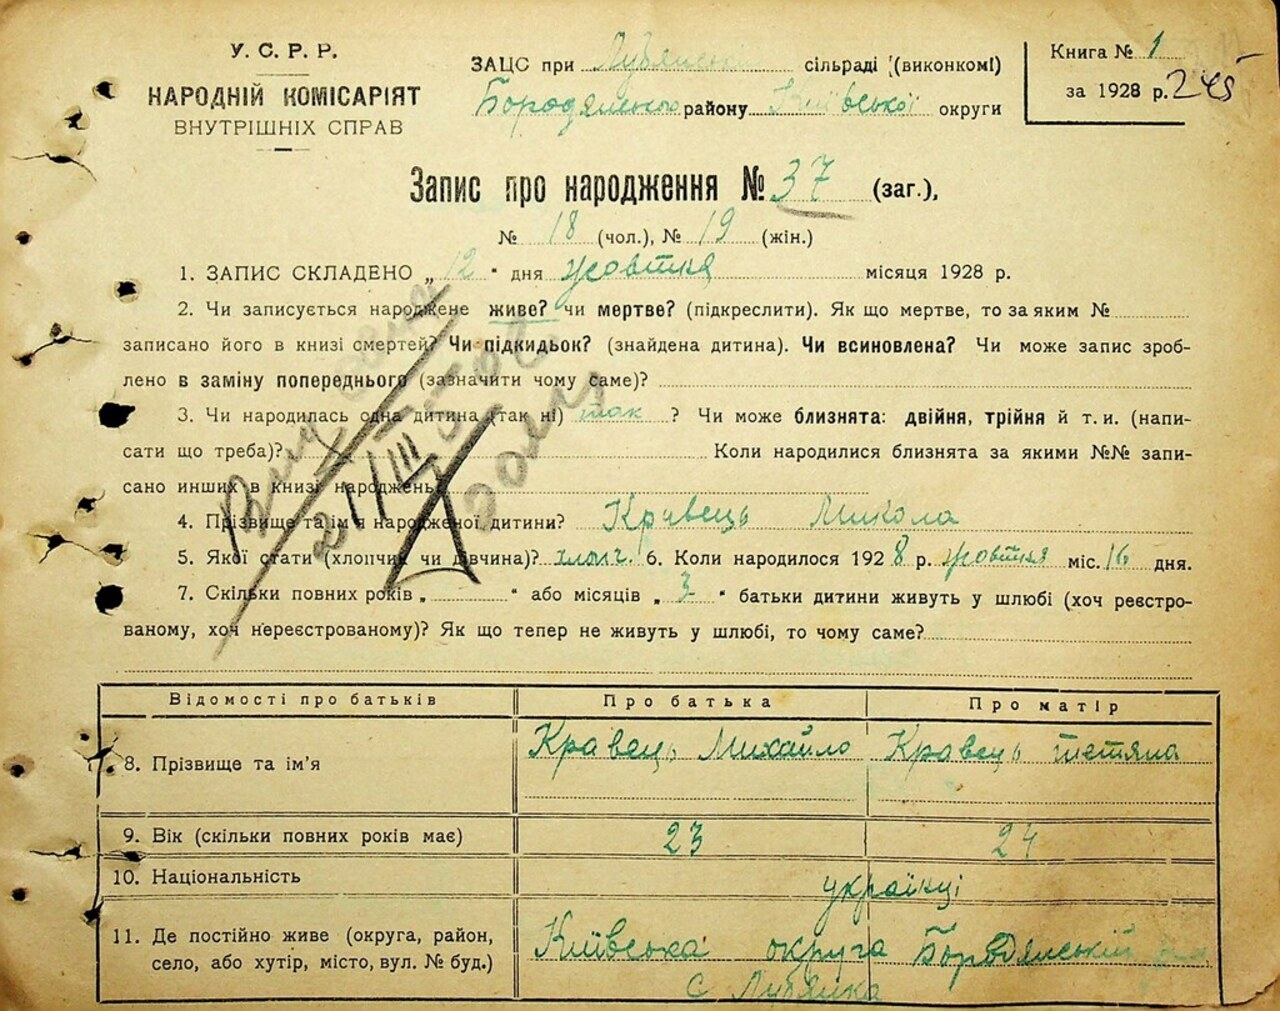 У. С. Р. Р.
НАРОДНІЙ КОМІСАРІЯТ
ВНУТРІШНІХ СПРАВ
ЗАЦС при Лубянській сільраді (виконкомі)
Бородянського району Київської округи
Книга № 1
за 1928 р. 245
Запис про народження № 37 (заг.),
№ 18 (чол.), № 19 (жін.)
1. ЗАПИС СКЛАДЕНО „ 12 " дня жовтня місяця 1928 р.
2. Чи записується народжене живе? чи мертве? (підкреслити). Як що мертве, то за яким №
записано його в книзі смертей? Чи підкидьок? (знайдена дитина). Чи всиновлена? Чи може запис зроб-
лено в заміну попереднього (зазначити чому саме)?
3. Чи народилась одна дитина (так ні) так ? Чи може близнята: двійня, трійня й т. и. (напи-
сати що треба)? Коли народилися близнята за якими №№ запи-
сано инших в книзі народжень
4. Прізвище та ім'я народженої дитини? Кравець Микола
5. Якої стати (хлопчик чи дівчина)? хлопч. 6. Коли народилося 1928 р. жовтня міс. 16 дня.
7. Скільки повних років „ " або місяців „ 3 " батьки дитини живуть у шлюбі (хоч реєстро-
ваному, хоч нереєстрованому)? Як що тепер не живуть у шлюбі, то чому саме?
21/III
Відомості про батьків Про батька Про матір
8. Прізвище та ім'я Кравець Михайло Кравець Тетяна
9. Вік (скільки повних років має) 23 24
10. Національність українці
11. Де постійно живе (округа, район, Київська округа Бородянський
село, або хутір, місто, вул. № буд.) с Лубянка